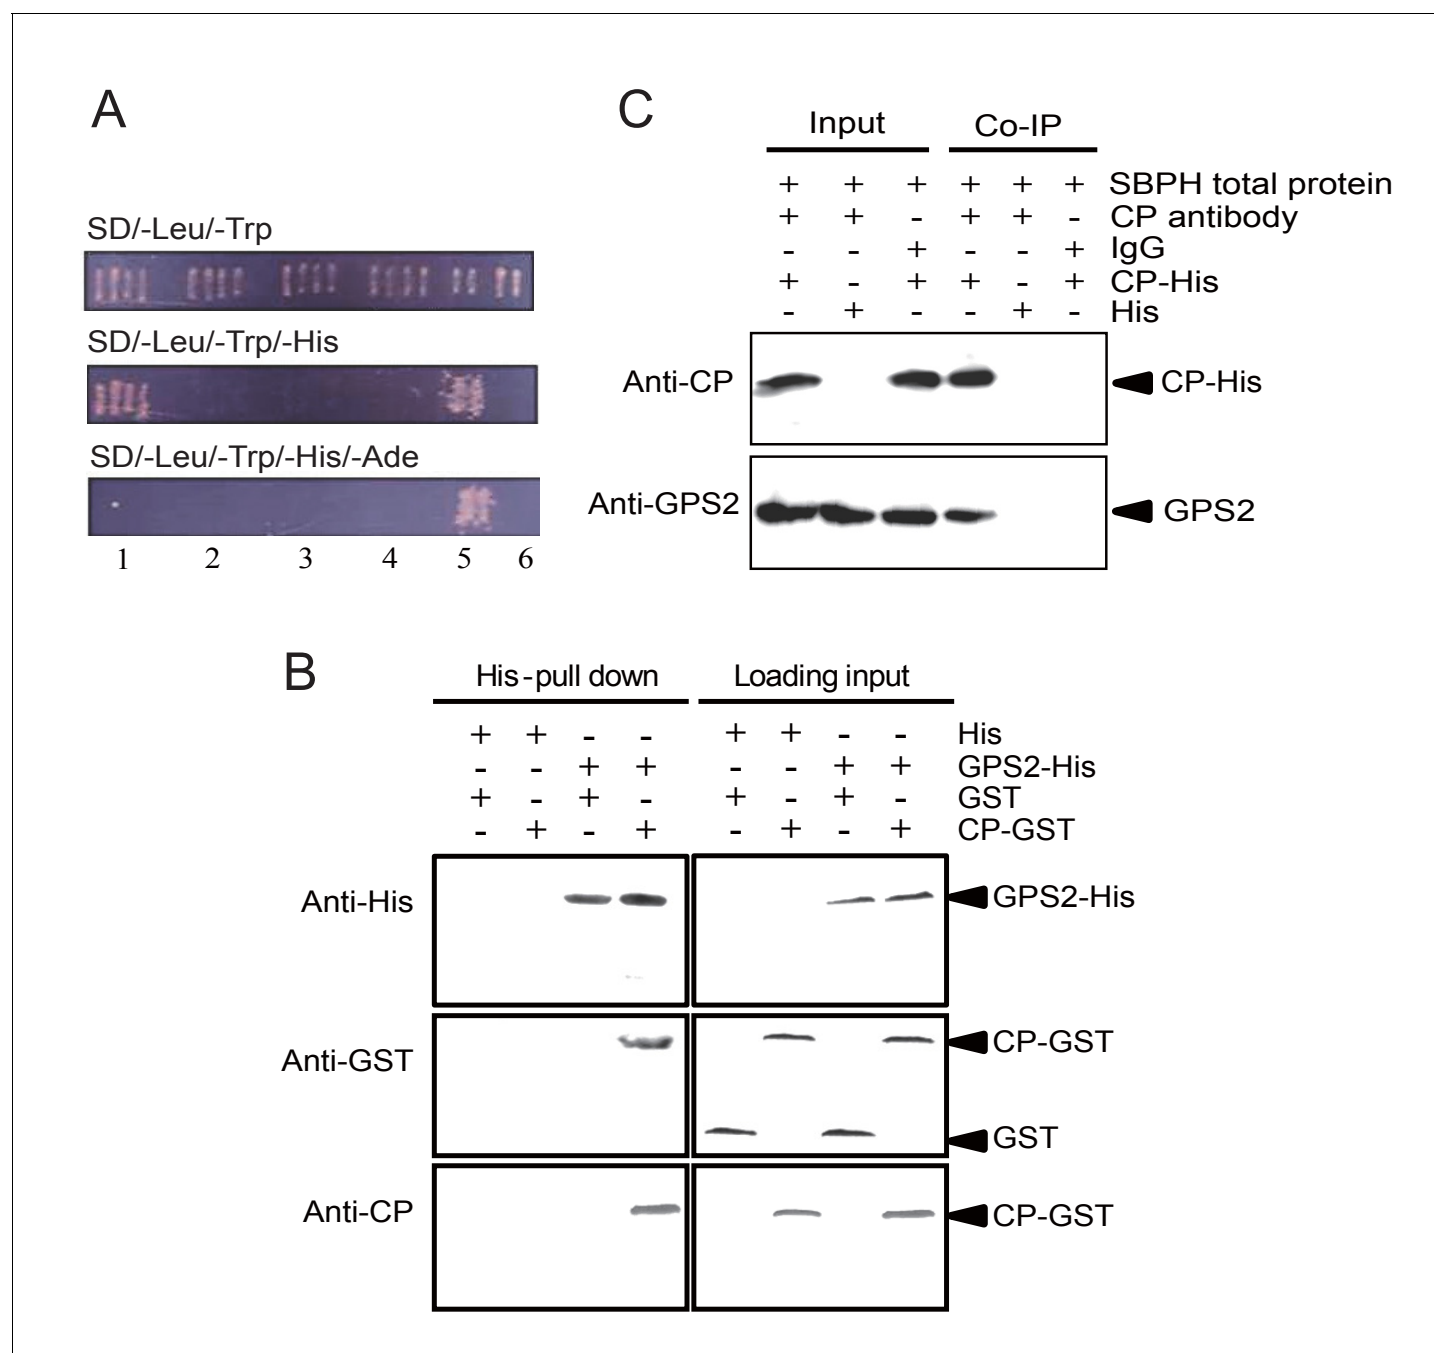 A
SD/-Leu/-Trp
SD/-Leu/-Trp/-His
SD/-Leu/-Trp/-His/-Ade
1 2 3 4 5 6
C
Input Co-IP
+ + + + + + SBPH total protein
+ + - + + - CP antibody
- - + - - + IgG
+ - + + - + CP-His
- + - - + - His
Anti-CP CP-His
Anti-GPS2 GPS2
B
His-pull down Loading input
+ + - - + + - - His
- - + + - - + + GPS2-His
+ - + - + - + - GST
- + - + - + - + CP-GST
Anti-His GPS2-His
Anti-GST CP-GST
GST
Anti-CP CP-GST